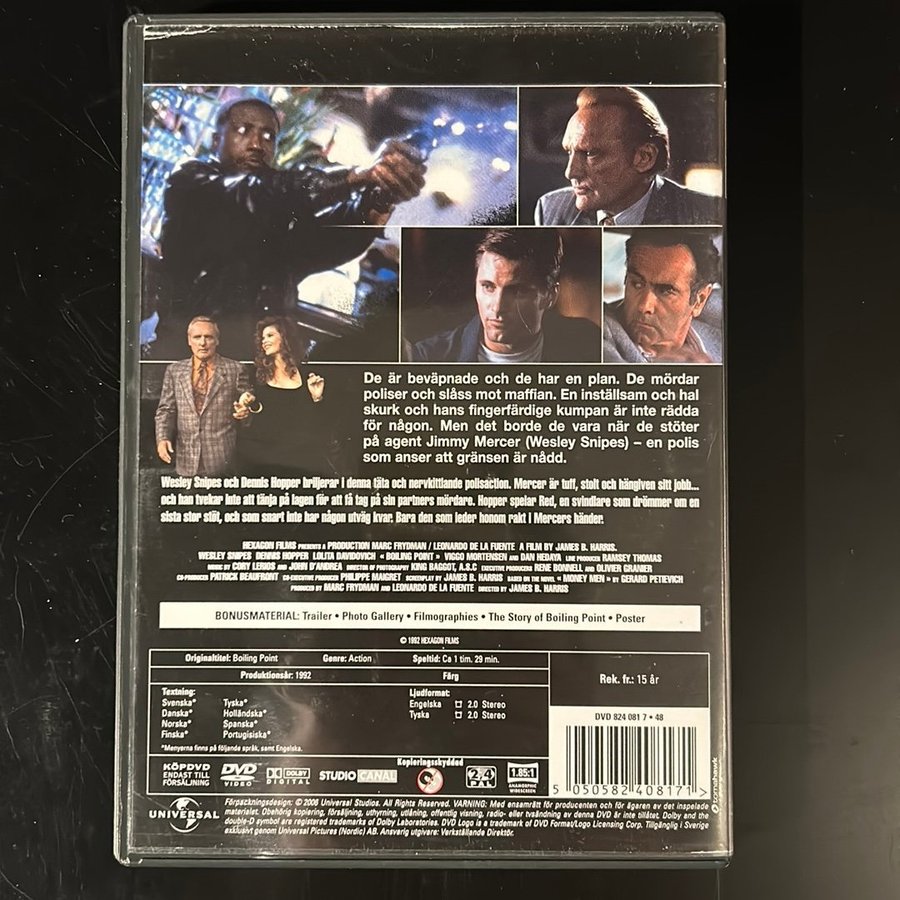 De är beväpnade och de har en plan. De mördar
poliser och slåss mot maffian. En inställsam och hal
skurk och hans fingerfärdige kumpan är inte rädda
för någon. Men det borde de vara när de stöter
på agent Jimmy Mercer (Wesley Snipes) – en polis
som anser att gränsen är nådd.
Wesley Snipes och Dennis Hopper briljerar i denna täta och nervkittlande polisaction. Mercer är tuff, stolt och hängiven sitt jobb...
och han tvekar inte att tänja på lagen för att få tag på sin partners mördare. Hopper spelar Red, en svindlare som drömmer om en
sista stor stöt, och som snart inte har någon utväg kvar. Bara den som leder honom rakt i Mercers händer.
HEXAGON FILMS PRESENTS A PRODUCTION MARC FRYDMAN / LEONARDO DE LA FUENTE A FILM BY JAMES B. HARRIS.
WESLEY SNIPES DENNIS HOPPER LOLITA DAVIDOVICH « BOILING POINT » VIGGO MORTENSEN AND DAN HEDAYA LINE PRODUCER RAMSEY THOMAS
MUSIC BY CORY LERIOS AND JOHN D'ANDREA DIRECTOR OF PHOTOGRAPHY KING BAGGOT, A.S.C EXECUTIVE PRODUCERS RENE BONNELL AND OLIVIER GRANIER
CO-PRODUCER PATRICK BEAUFRONT CO-EXECUTIVE PRODUCER PHILIPPE MAIGRET SCREENPLAY BY JAMES B. HARRIS BASED ON THE NOVEL « MONEY MEN » BY GERARD PETIEVICH
PRODUCED BY MARC FRYDMAN AND LEONARDO DE LA FUENTE DIRECTED BY JAMES B. HARRIS
BONUSMATERIAL: Trailer • Photo Gallery • Filmographies • The Story of Boiling Point • Poster
© 1992 HEXAGON FILMS
Originaltitel: Boiling Point Genre: Action Speltid: Ca 1 tim. 29 min.
Produktionsår: 1992 Färg
Rek. fr.: 15 år
Textning: Ljudformat:
Svenska* Tyska* Engelska 2.0 Stereo
Danska* Holländska* Tyska 2.0 Stereo
Norska* Spanska*
Finska* Portugisiska*
*Menyerna finns på följande språk, samt Engelska.
DVD 824 081 7 • 48
5 050582 408171 >
tomahawk
Kopieringsskyddad
KÖPDVD
ENDAST TILL
FÖRSÄLJNING
DVD
VIDEO
DOLBY
DIGITAL
STUDIO CANAL
2,4
PAL
1.85:1
ANAMORPHIC
WIDESCREEN
UNIVERSAL
Förpackningsdesign: © 2006 Universal Studios. All Rights Reserved. VARNING: Med ensamrätt för producenten och för ägaren av det inspelade
materialet. Obehörig kopiering, försäljning, uthyrning, utlåning, offentlig visning, radio- eller tvsändning av denna DVD är inte tillåtet. Dolby and the
double-D symbol are registered trademarks of Dolby Laboratories. DVD Logo is a trademark of DVD Format/Logo Licensing Corp. Tillgänglig i Sverige
exklusivt genom Universal Pictures (Nordic) AB. Ansvarig utgivare: Verkställande Direktör.